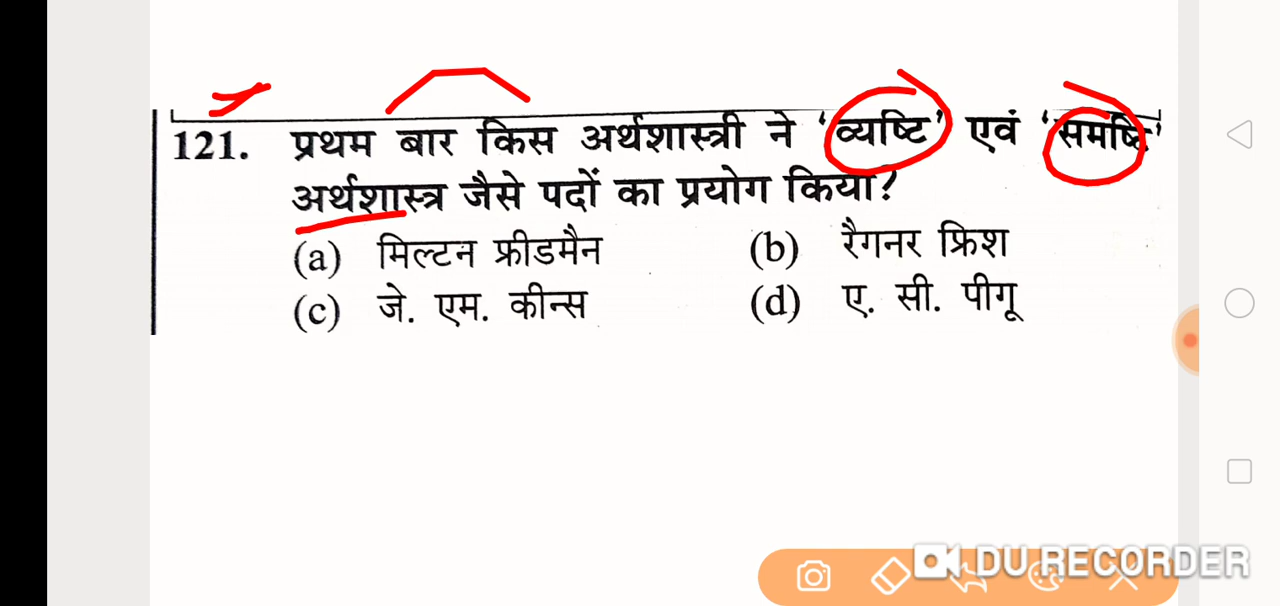 121. प्रथम बार किस अर्थशास्त्री ने 'व्यष्टि' एवं 'समष्टि'
अर्थशास्त्र जैसे पदों का प्रयोग किया?
(a) मिल्टन फ्रीडमैन (b) रैगनर फ्रिश
(c) जे. एम. कीन्स (d) ए. सी. पीगू
DU RECORDER